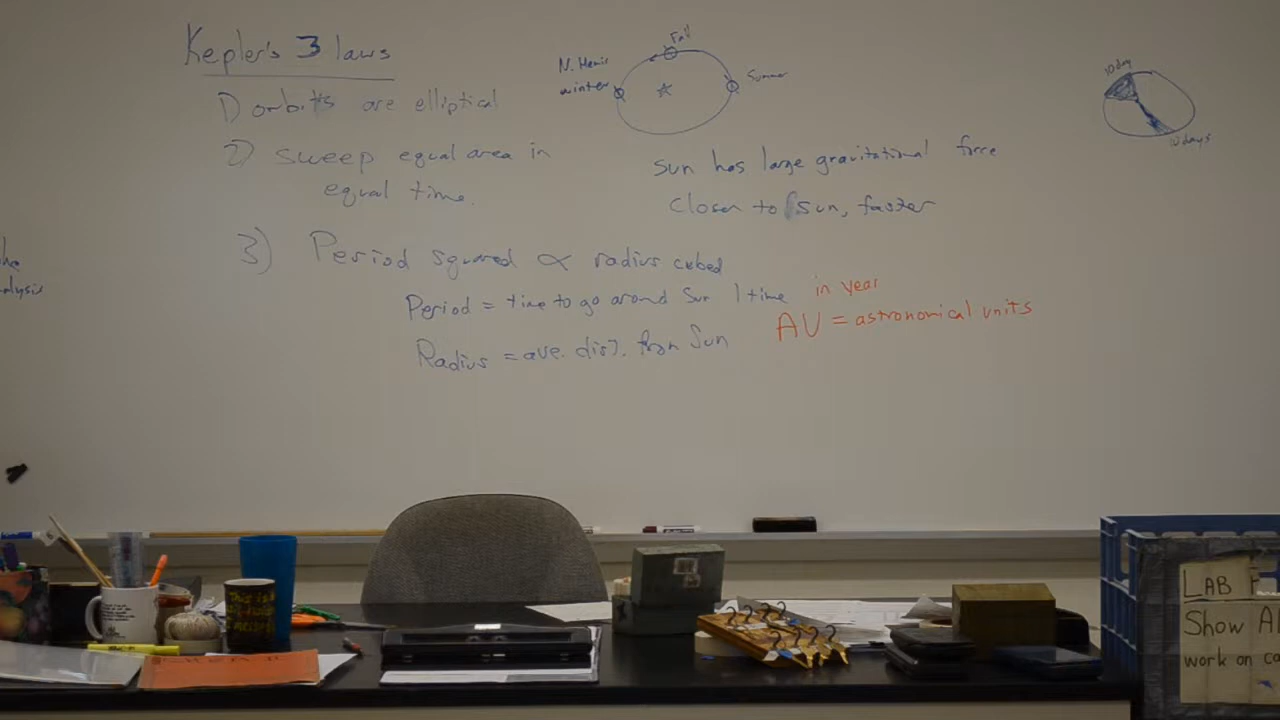 Kepler's 3 laws
1) orbits are elliptical
2) sweep equal area in
equal time.
3) Period squared ∝ radius cubed
Period = time to go around Sun 1 time in year
Radius = ave. dist. from Sun
AU = astronomical units
Fall
N. Hemis
winter
Summer
sun has large gravitational force
closer to sun, faster
10 day
10 days
alysis
LAB
Show
work on